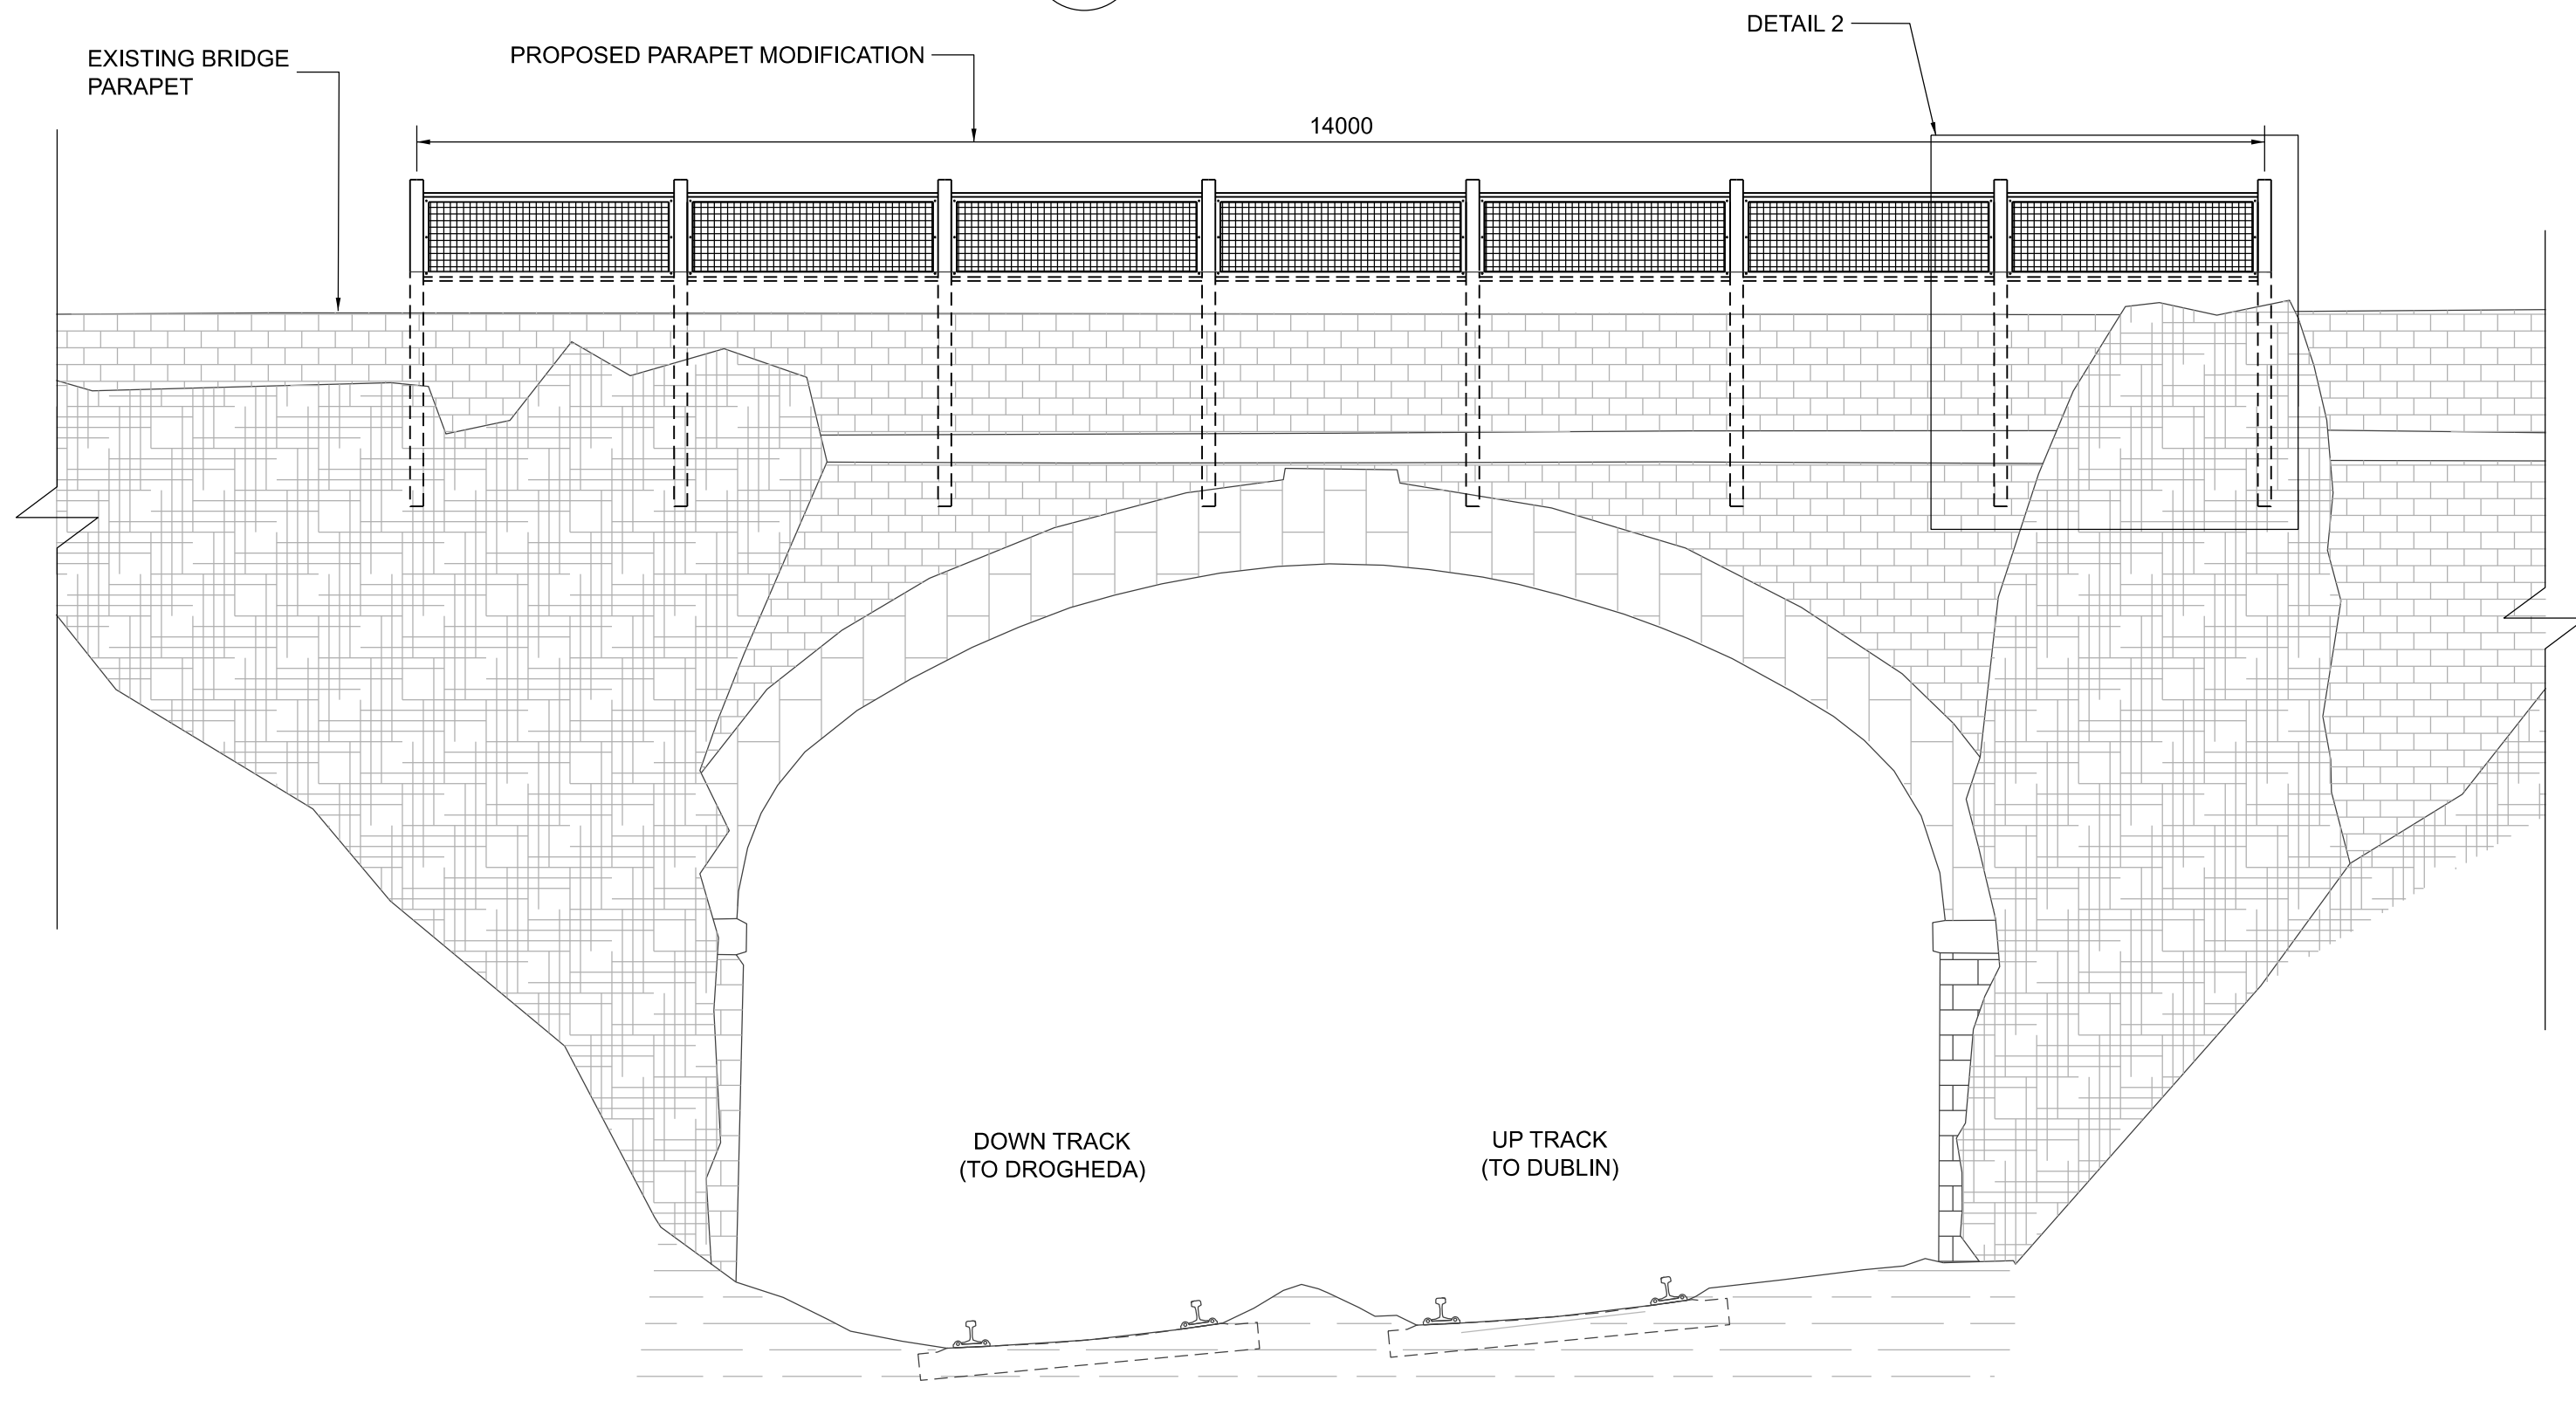 DETAIL 2
EXISTING BRIDGE
PARAPET
PROPOSED PARAPET MODIFICATION
14000
DOWN TRACK
(TO DROGHEDA)
UP TRACK
(TO DUBLIN)